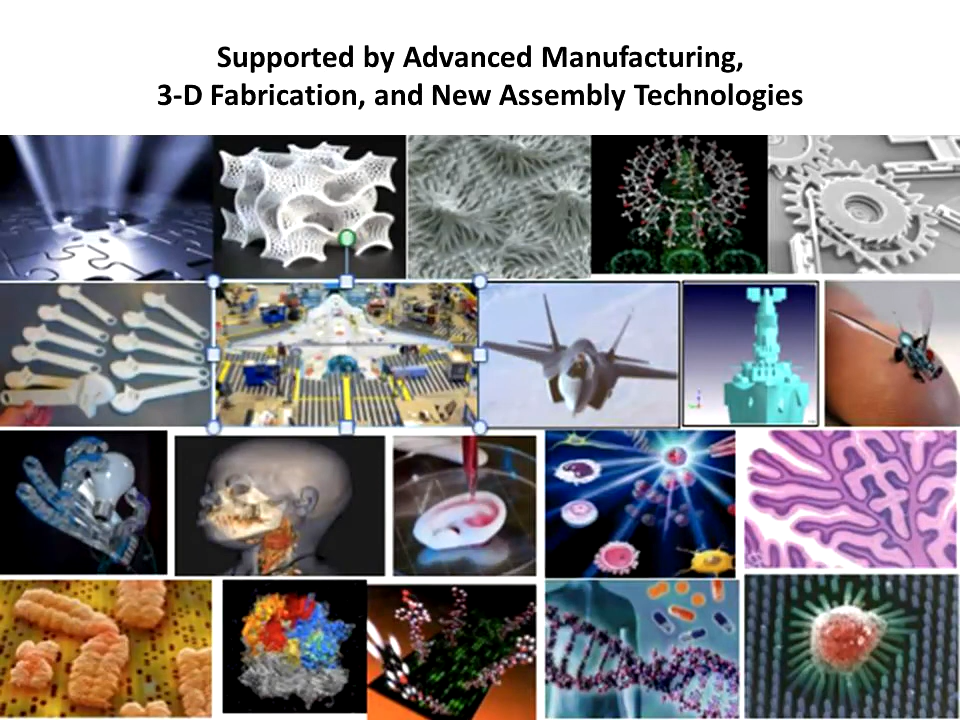 Supported by Advanced Manufacturing,
3-D Fabrication, and New Assembly Technologies